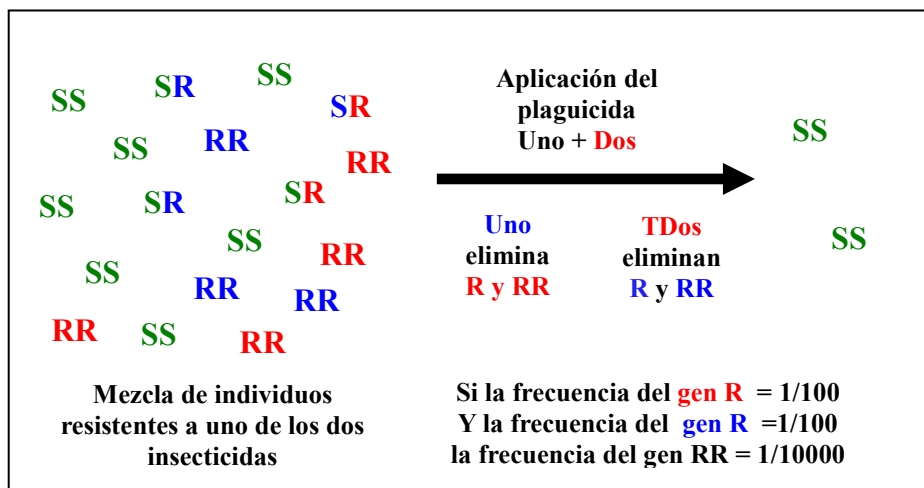 SS
SR
SS
SR
SS
RR
RR
SS
SR
SR
SS
RR
SS
RR
RR
RR
SS
RR
Mezcla de individuos
resistentes a uno de los dos
insecticidas
Aplicación del
plaguicida
Uno + Dos
Uno
elimina
R y RR
TDos
eliminan
R y RR
SS
SS
Si la frecuencia del gen R = 1/100
Y la frecuencia del gen R =1/100
la frecuencia del gen RR = 1/10000